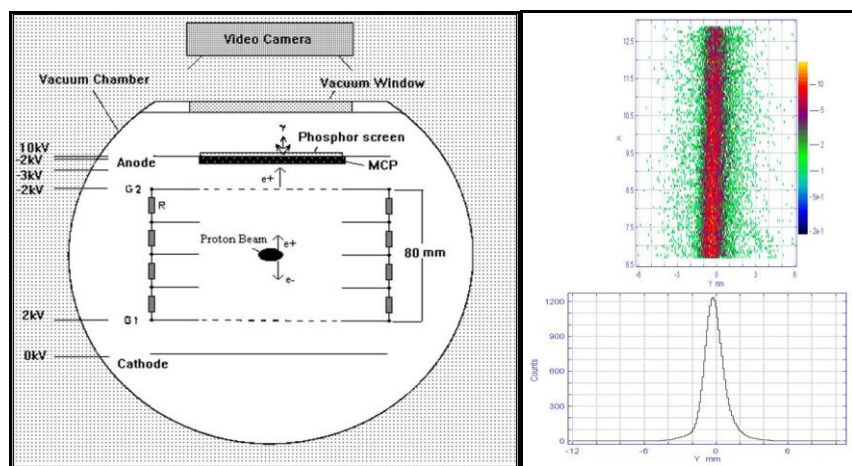 Video Camera
Vacuum Chamber
Vacuum Window
γ
Phosphor screen
10kV
-2kV
Anode
MCP
-3kV
e+
-2kV
G2
R
Proton Beam
e+
80 mm
e-
2kV
G1
0kV
Cathode
12.5
11.5
10.5
X
9.5
8.5
7.5
6.5
-6
-3
0
3
6
Y mm
10
5
1
5e-1
2e-1
1200
900
600
300
0
Counts
-12
-6
0
6
Y mm